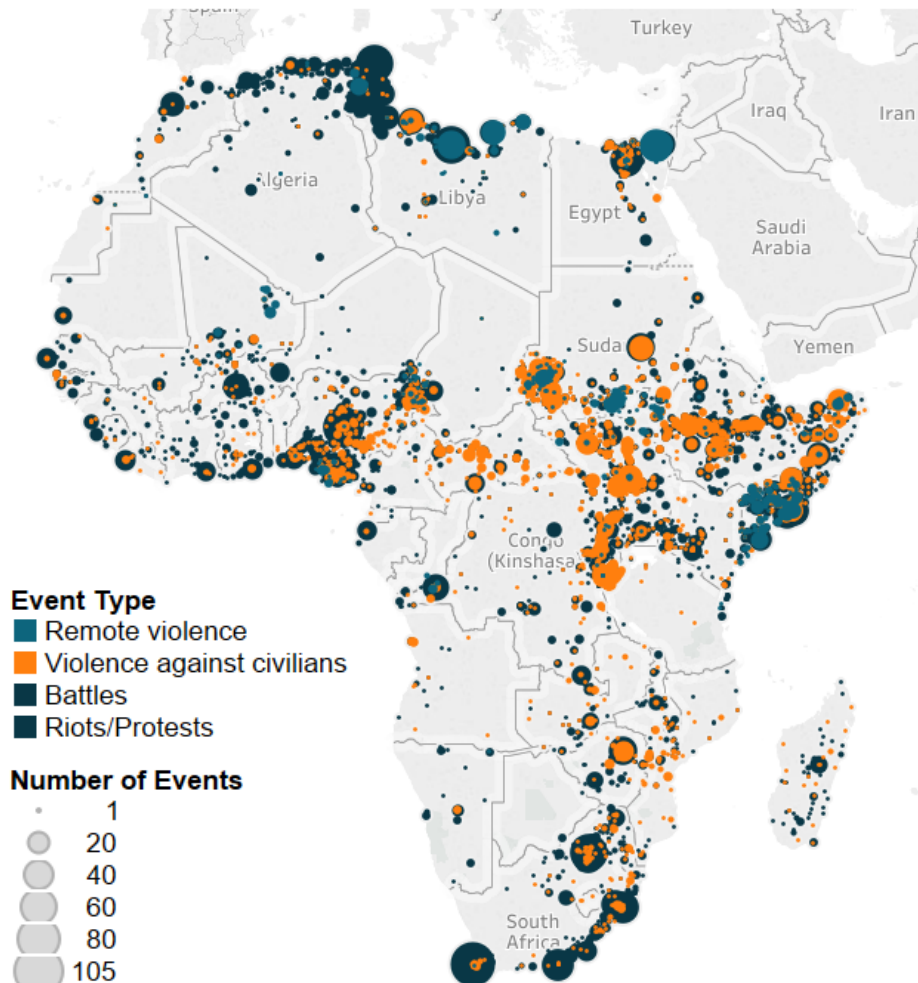 Spain
Turkey
Iraq
Iran
Algeria
Libya
Egypt
Saudi
Arabia
Suda
Yemen
Congo
(Kinshasa)
Event Type
Remote violence
Violence against civilians
Battles
Riots/Protests
Number of Events
1
20
40
60
80
105
South
Africa